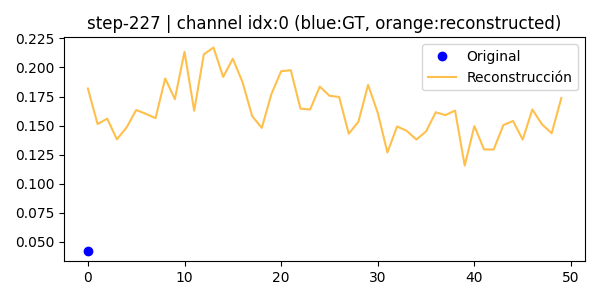 step-227 | channel idx:0 (blue:GT, orange:reconstructed)
0.225
0.200
0.175
0.150
0.125
0.100
0.075
0.050
Original
Reconstrucción
0 10 20 30 40 50